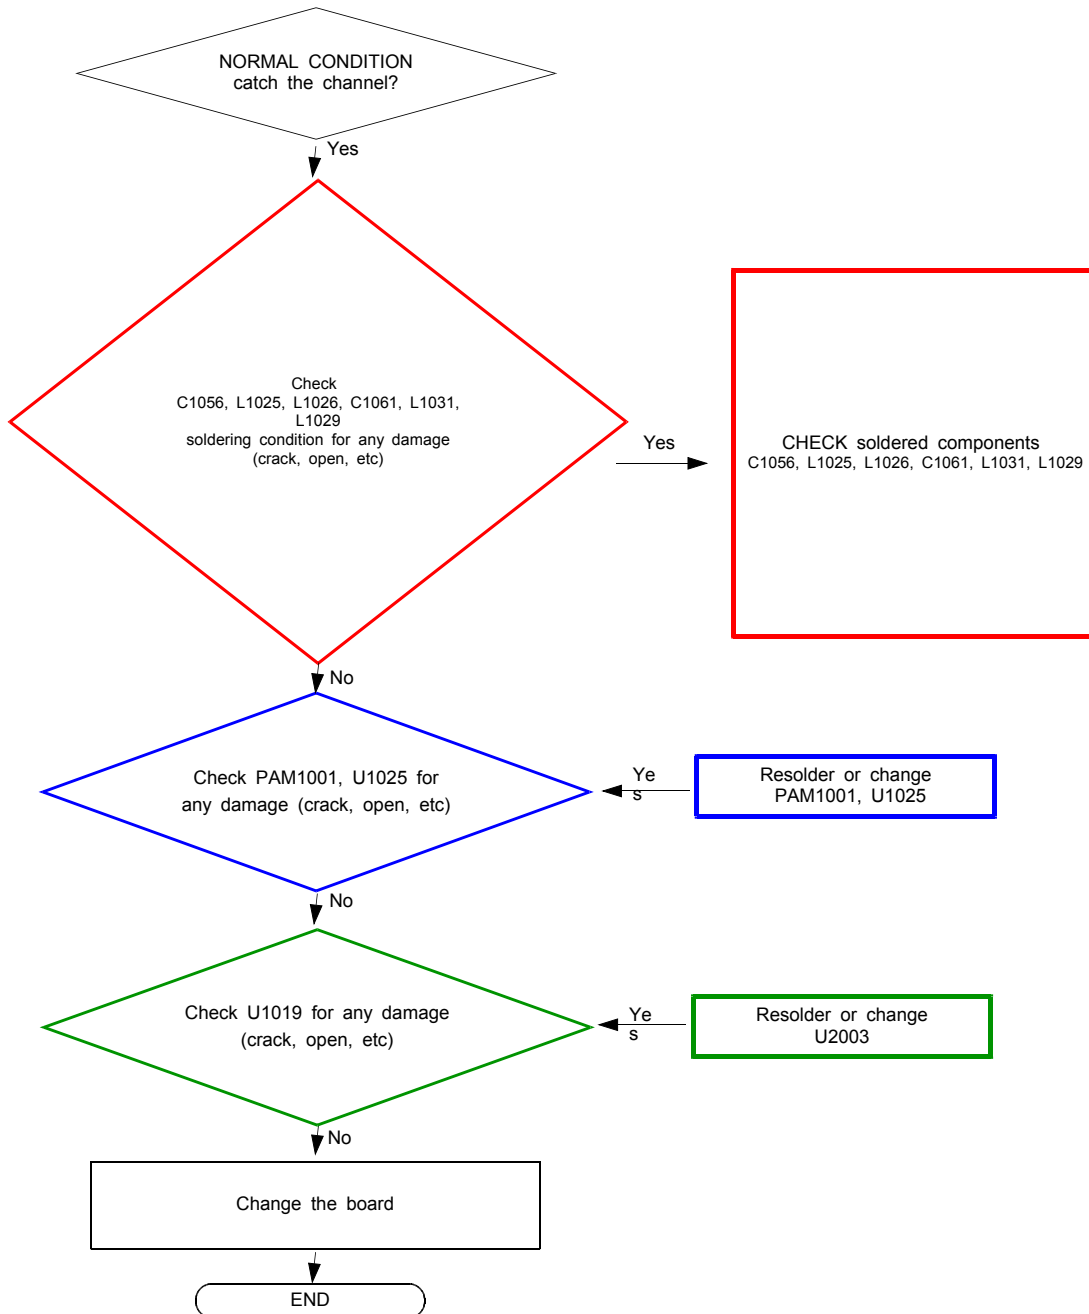 NORMAL CONDITION
catch the channel?
Yes
Check
C1056, L1025, L1026, C1061, L1031,
L1029
soldering condition for any damage
(crack, open, etc)
Yes
CHECK soldered components
C1056, L1025, L1026, C1061, L1031, L1029
No
Check PAM1001, U1025 for
any damage (crack, open, etc)
Ye
s
Resolder or change
PAM1001, U1025
No
Check U1019 for any damage
(crack, open, etc)
Ye
s
Resolder or change
U2003
No
Change the board
END